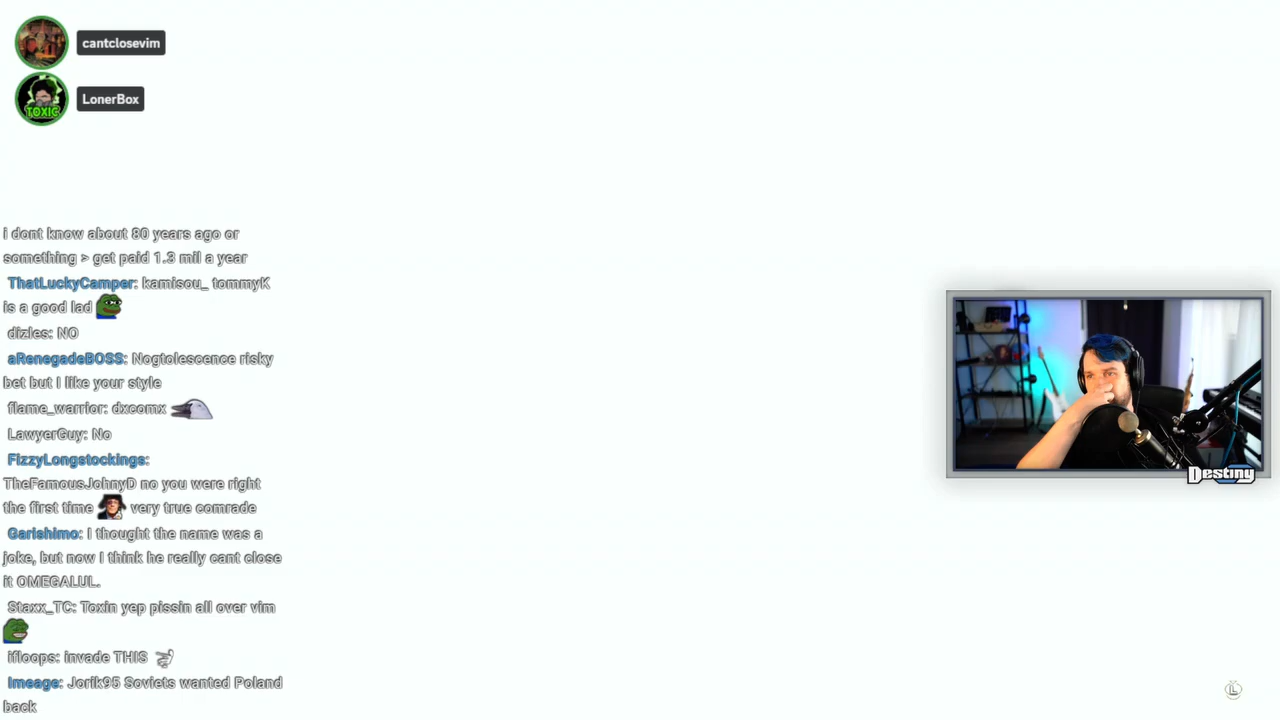 cantclosevim
LonerBox
TOXIC
i dont know about 80 years ago or
something > get paid 1.3 mil a year
ThatLuckyCamper: kamisou_ tommyK
is a good lad
dizles: NO
aRenegadeBOSS: Nogtolescence risky
bet but I like your style
flame_warrior: dxcomx
LawyerGuy: No
FizzyLongstockings:
TheFamousJohnyD no you were right
the first time very true comrade
Garishimo: I thought the name was a
joke, but now I think he really cant close
it OMEGALUL.
Staxx_TC: Toxin yep pissin all over vim
ifloops: invade THIS
Imeage: Jorik95 Soviets wanted Poland
back
Destiny
L